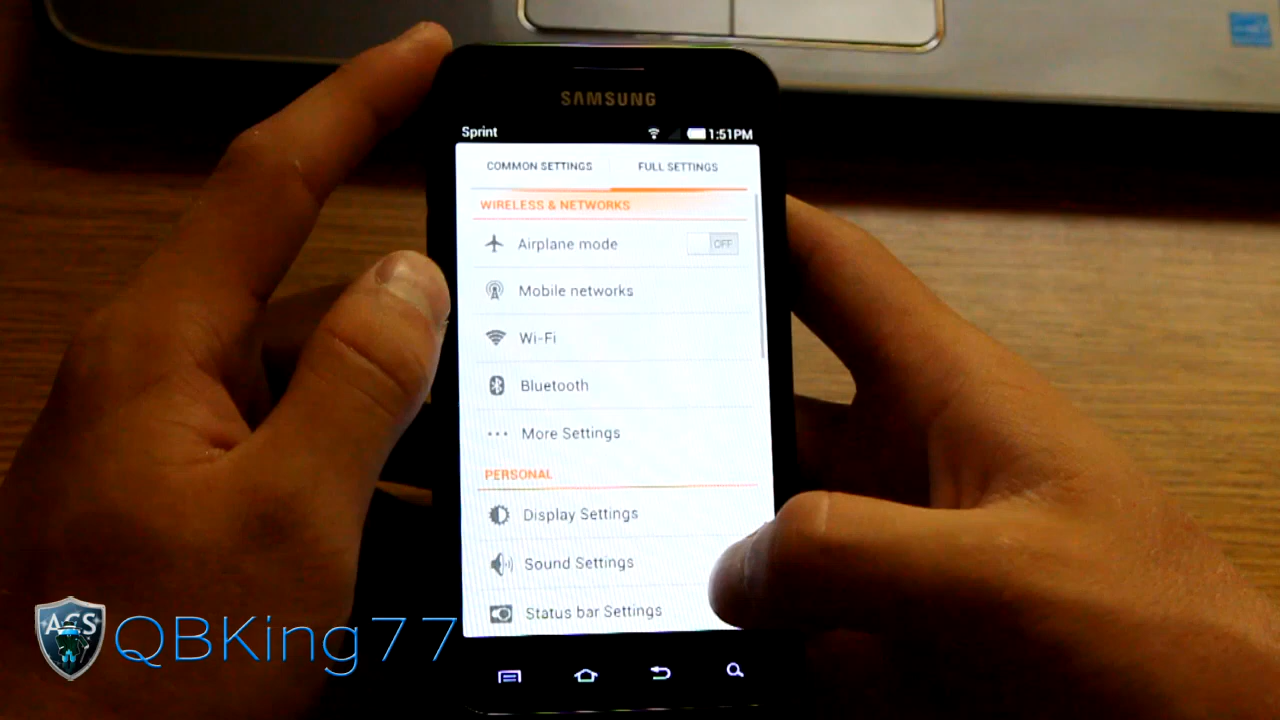 SAMSUNG
Sprint 1:51PM
COMMON SETTINGS FULL SETTINGS
WIRELESS & NETWORKS
Airplane mode OFF
Mobile networks
Wi-Fi
Bluetooth
More Settings
PERSONAL
Display Settings
Sound Settings
Status bar Settings
ACS QBKing77